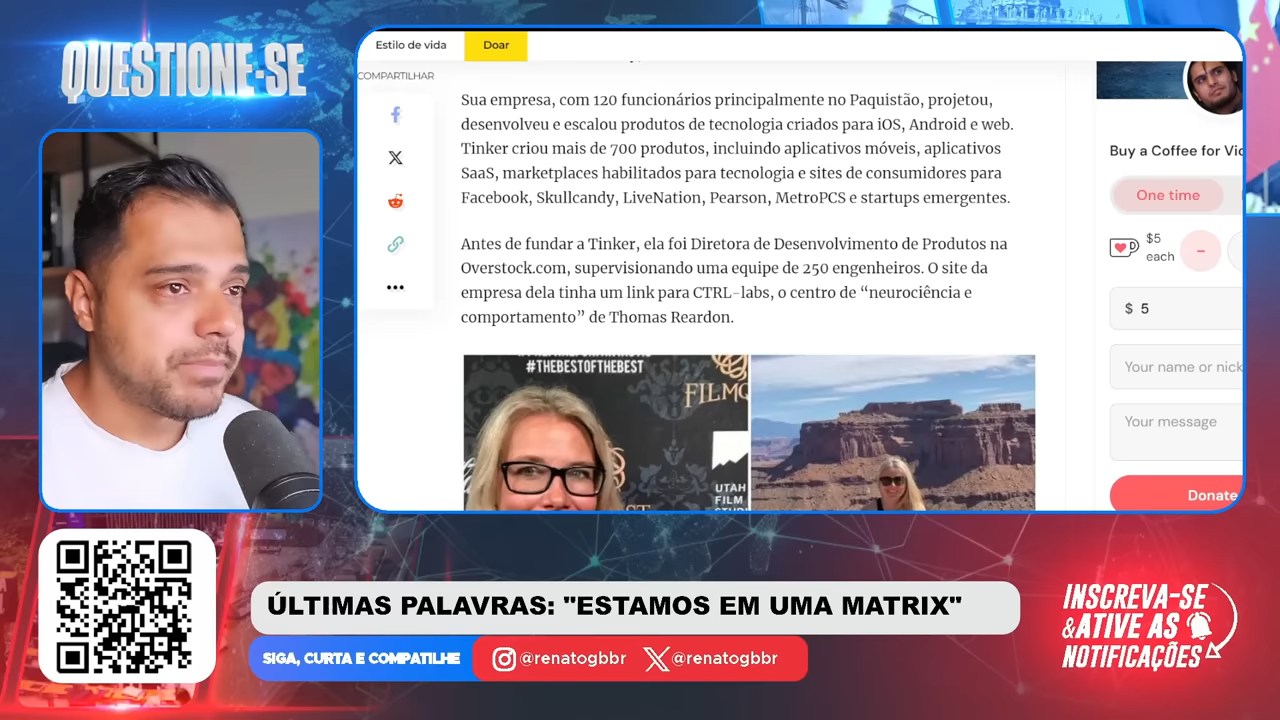 QUESTIONE-SE
Estilo de vida
Doar
COMPARTILHAR
Sua empresa, com 120 funcionários principalmente no Paquistão, projetou,
desenvolveu e escalou produtos de tecnologia criados para iOS, Android e web.
Tinker criou mais de 700 produtos, incluindo aplicativos móveis, aplicativos
SaaS, marketplaces habilitados para tecnologia e sites de consumidores para
Facebook, Skullcandy, LiveNation, Pearson, MetroPCS e startups emergentes.
Antes de fundar a Tinker, ela foi Diretora de Desenvolvimento de Produtos na
Overstock.com, supervisionando uma equipe de 250 engenheiros. O site da
empresa dela tinha um link para CTRL-labs, o centro de “neurociência e
comportamento” de Thomas Reardon.
#THEBESTOFTHEBEST
FILMQ
UTAH
FILM
Buy a Coffee for Vic
One time
$5
each
−
$ 5
Your name or nick
Your message
Donate
ÚLTIMAS PALAVRAS: "ESTAMOS EM UMA MATRIX"
SIGA, CURTA E COMPATILHE
@renatogbbr
@renatogbbr
INSCREVA-SE
&ATIVE AS
NOTIFICAÇÕES